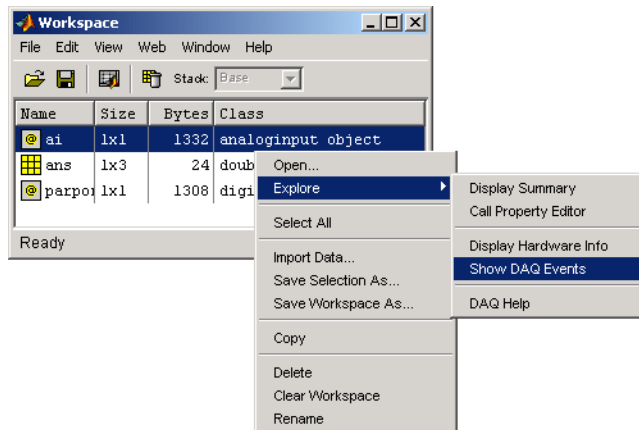 Workspace
File Edit View Web Window Help
Stack: Base
Name Size Bytes Class
ai 1x1 1332 analoginput object
ans 1x3 24 doub
parpor 1x1 1308 digi
Ready
Open...
Explore
Select All
Import Data...
Save Selection As...
Save Workspace As...
Copy
Delete
Clear Workspace
Rename
Display Summary
Call Property Editor
Display Hardware Info
Show DAQ Events
DAQ Help